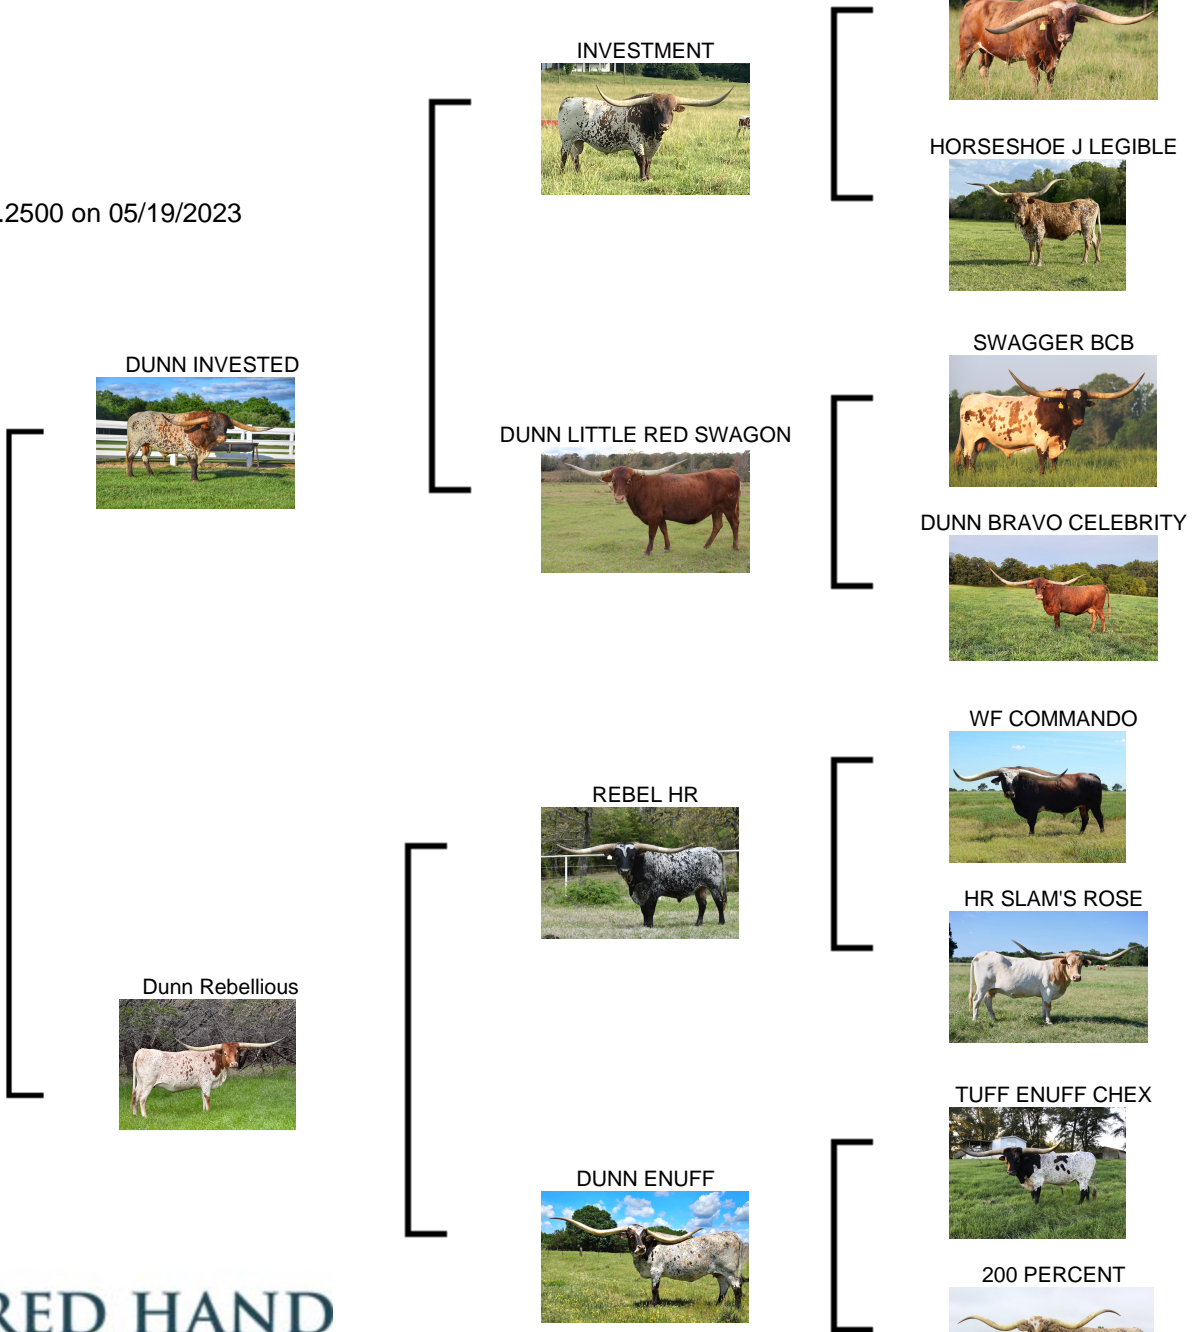 INVESTMENT
HORSESHOE J LEGIBLE
.2500 on 05/19/2023
SWAGGER BCB
DUNN INVESTED
DUNN LITTLE RED SWAGON
DUNN BRAVO CELEBRITY
WF COMMANDO
REBEL HR
HR SLAM'S ROSE
Dunn Rebellious
TUFF ENUFF CHEX
DUNN ENUFF
200 PERCENT
RED HAND